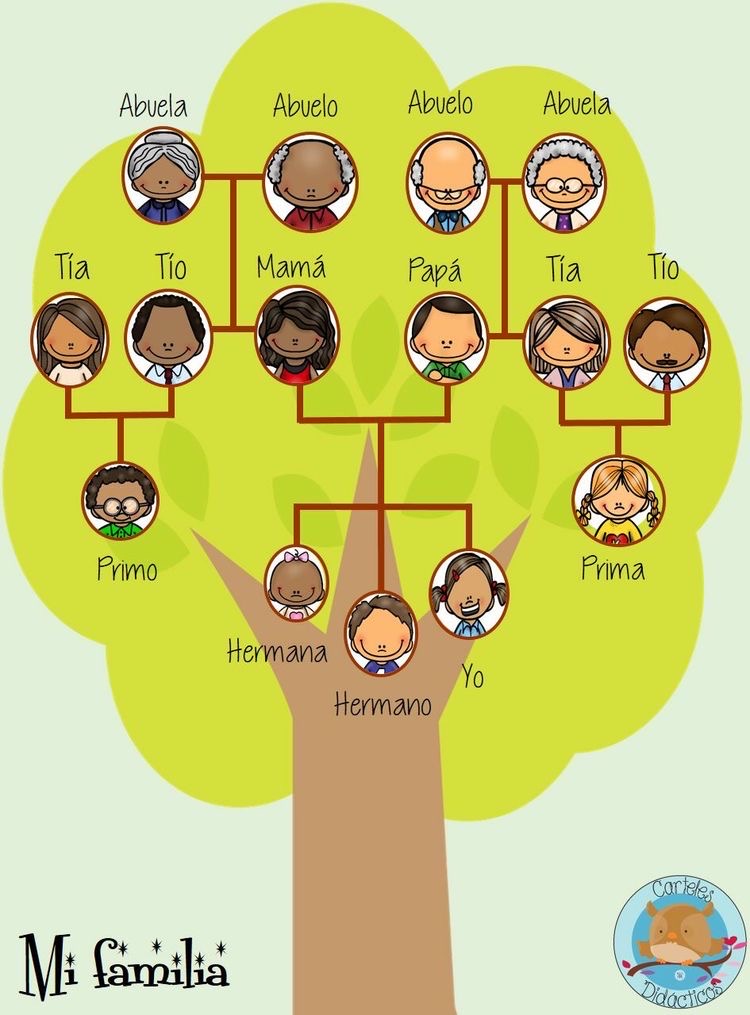 Abuela Abuelo Abuelo Abuela
Tía Tío Mamá Papá Tía Tío
Primo Prima
Hermana
Yo
Hermano
Mi familia
Carteles
Didácticos